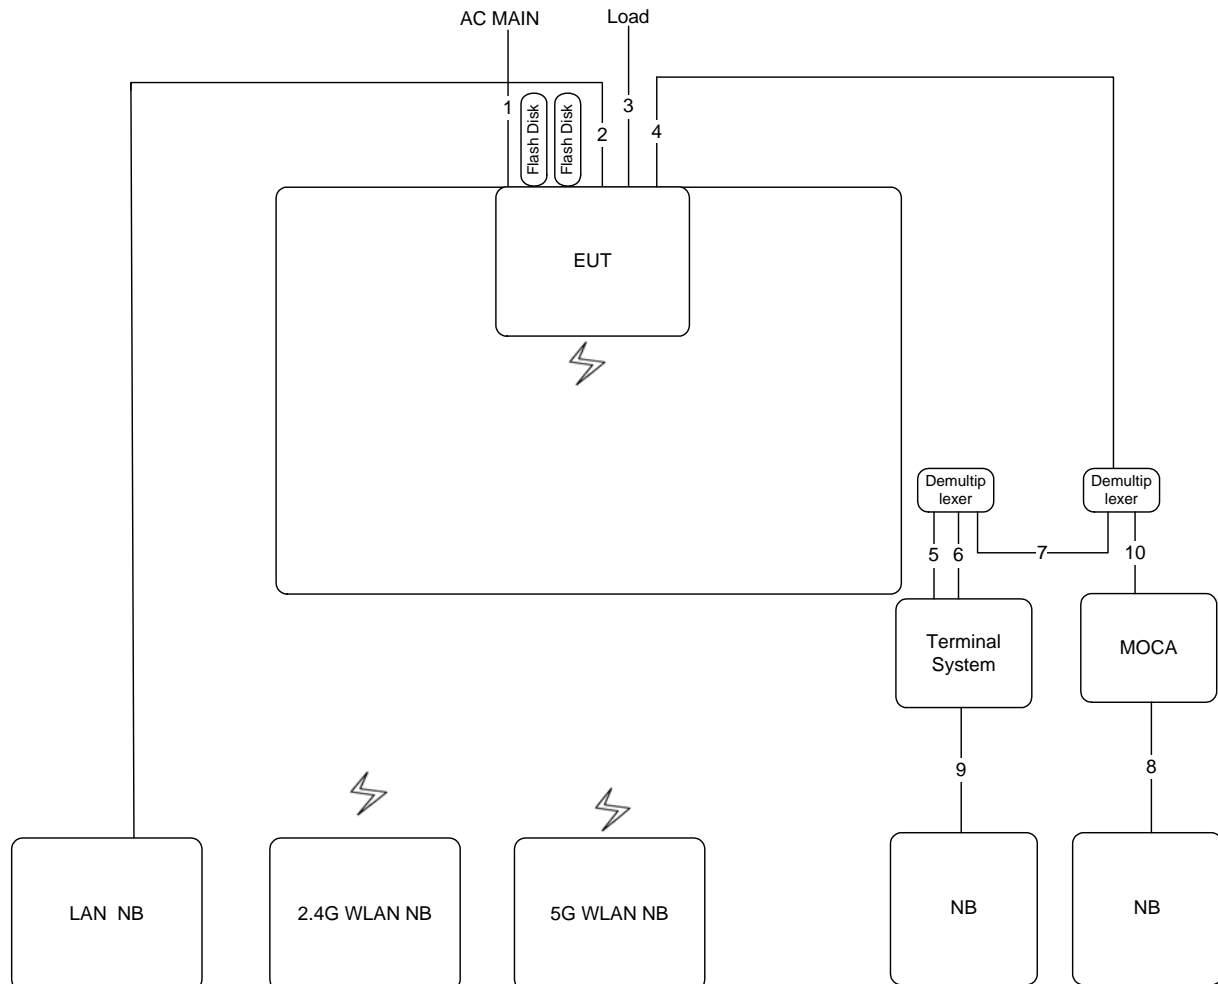 AC MAIN
Load
1
Flash Disk
Flash Disk
2
3
4
EUT
Demultip
lexer
Demultip
lexer
5
6
7
10
Terminal
System
MOCA
9
8
LAN NB
2.4G WLAN NB
5G WLAN NB
NB
NB